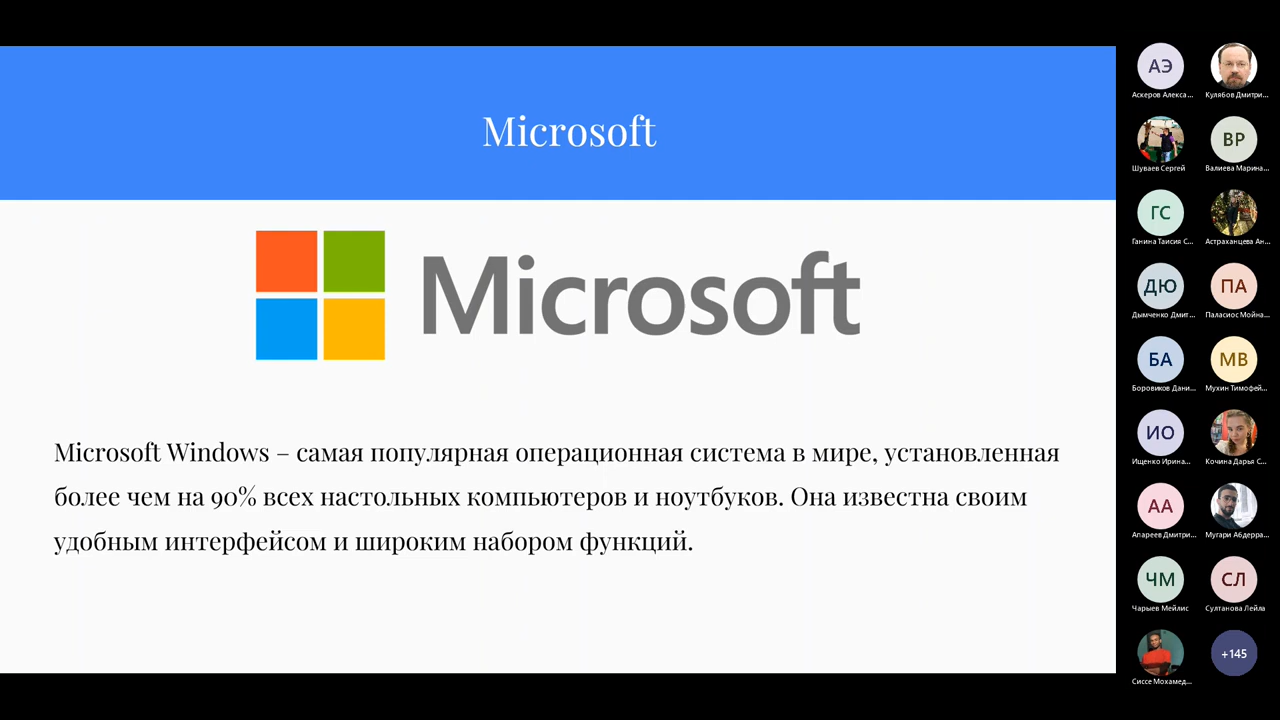 Microsoft
Microsoft
Microsoft Windows – самая популярная операционная система в мире, установленная
более чем на 90% всех настольных компьютеров и ноутбуков. Она известна своим
удобным интерфейсом и широким набором функций.
АЭ
Аскеров Алекса...
Кулябов Дмитри...
Шуваев Сергей
ВР
Валиева Марина...
ГС
Ганина Таисия С...
Астраханцева Ан...
ДЮ
Дымченко Дмит...
ПА
Паласиос Мойна...
БА
Боровиков Дани...
МВ
Мухин Тимофей...
ИО
Ищенко Ирина...
Кочина Дарья С...
АА
Апареев Дмитри...
Мугари Абдерра...
ЧМ
Чарыев Мейлис
СЛ
Султанова Лейла
Сиссе Мохамед...
+145